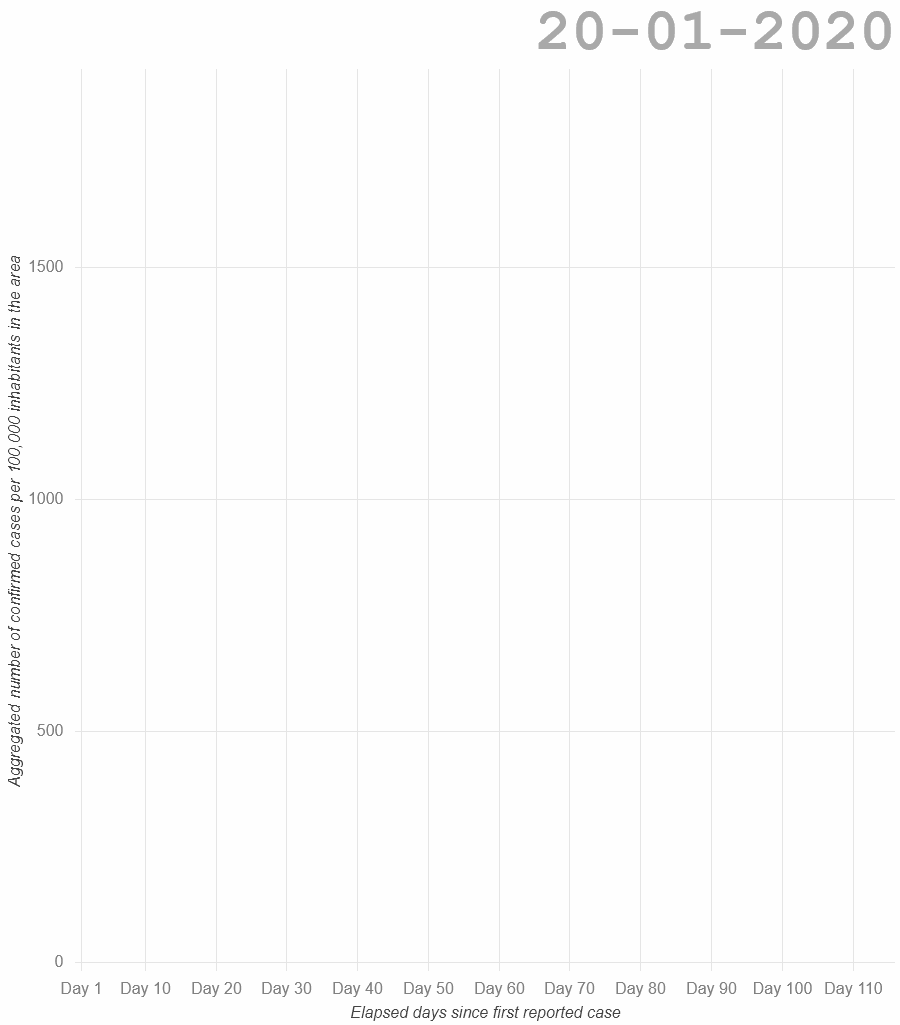 20-01-2020
Aggregated number of confirmed cases per 100,000 inhabitants in the area
1500
1000
500
0
Day 1 Day 10 Day 20 Day 30 Day 40 Day 50 Day 60 Day 70 Day 80 Day 90 Day 100 Day 110
Elapsed days since first reported case